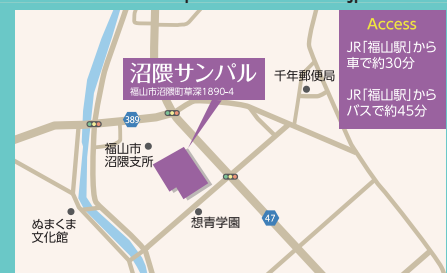 Access
JR「福山駅」から
車で約30分
JR「福山駅」から
バスで約45分
沼隈サンパル
福山市沼隈町草深1890-4
千年郵便局
389
福山市
沼隈支所
想青学園
47
ぬまくま
文化館